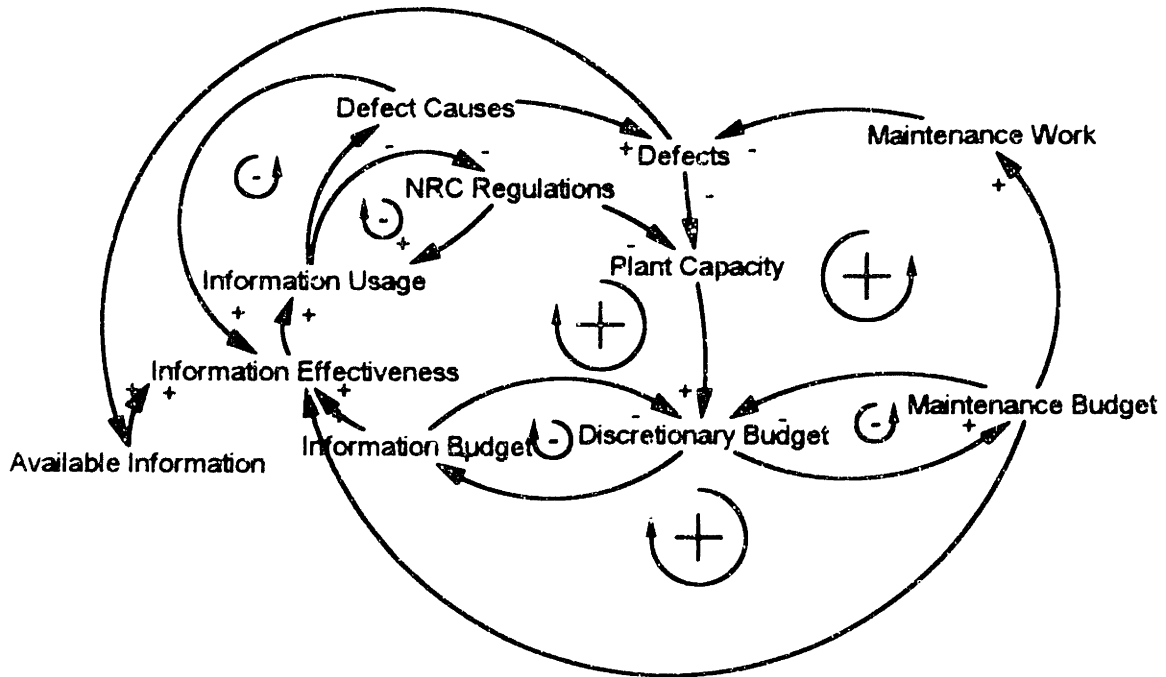 Defect Causes
Maintenance Work
Defects
NRC Regulations
Plant Capacity
Information Usage
Information Effectiveness
Maintenance Budget
Information Budget
Discretionary Budget
Available Information